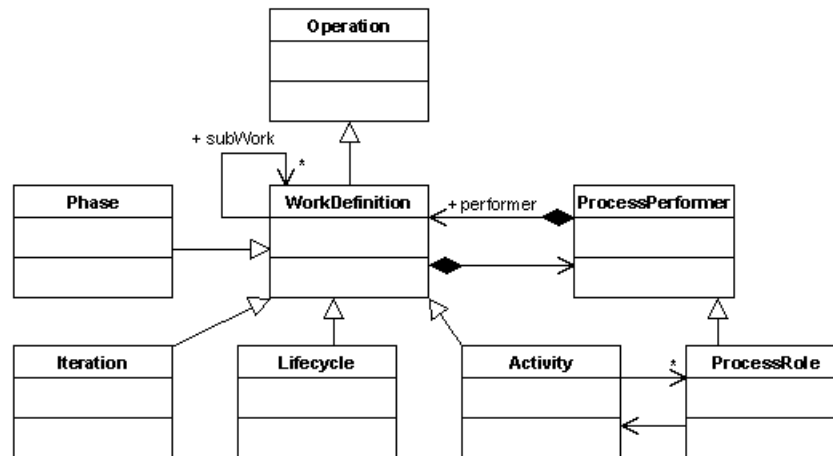 Operation
+ subWork
*
Phase
WorkDefinition
+ performer
ProcessPerformer
Iteration
Lifecycle
Activity
*
ProcessRole